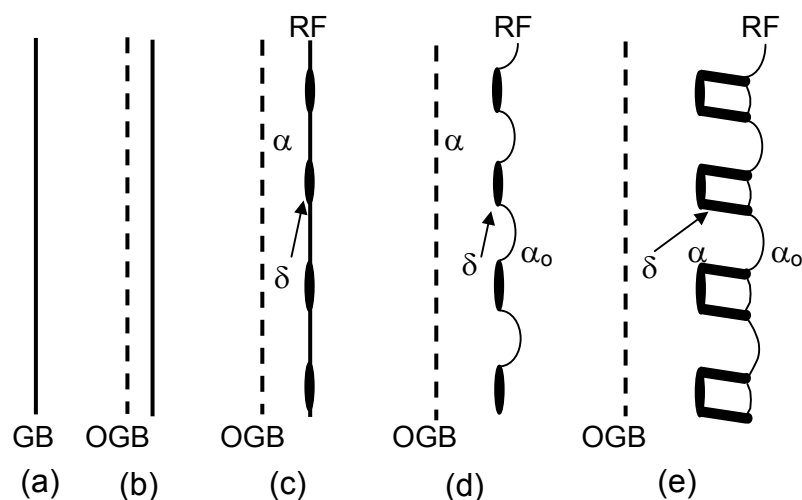 RF RF RF
α α
δ δ α₀ δ α α₀
GB OGB OGB OGB OGB
(a) (b) (c) (d) (e)